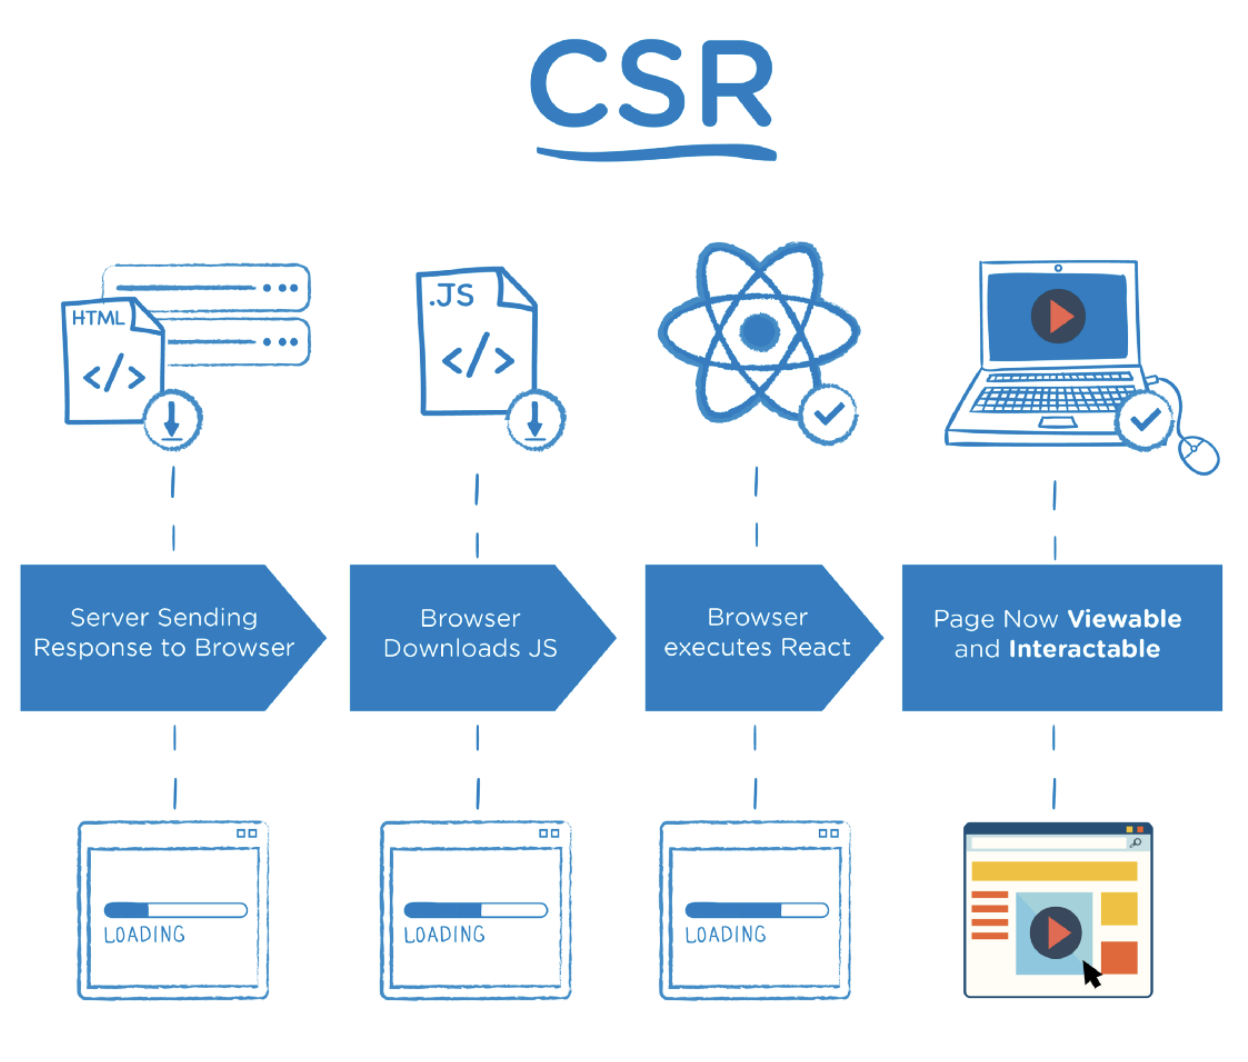 CSR
HTML
</>
.JS
</>
Server Sending
Response to Browser
Browser
Downloads JS
Browser
executes React
Page Now Viewable
and Interactable
LOADING
LOADING
LOADING